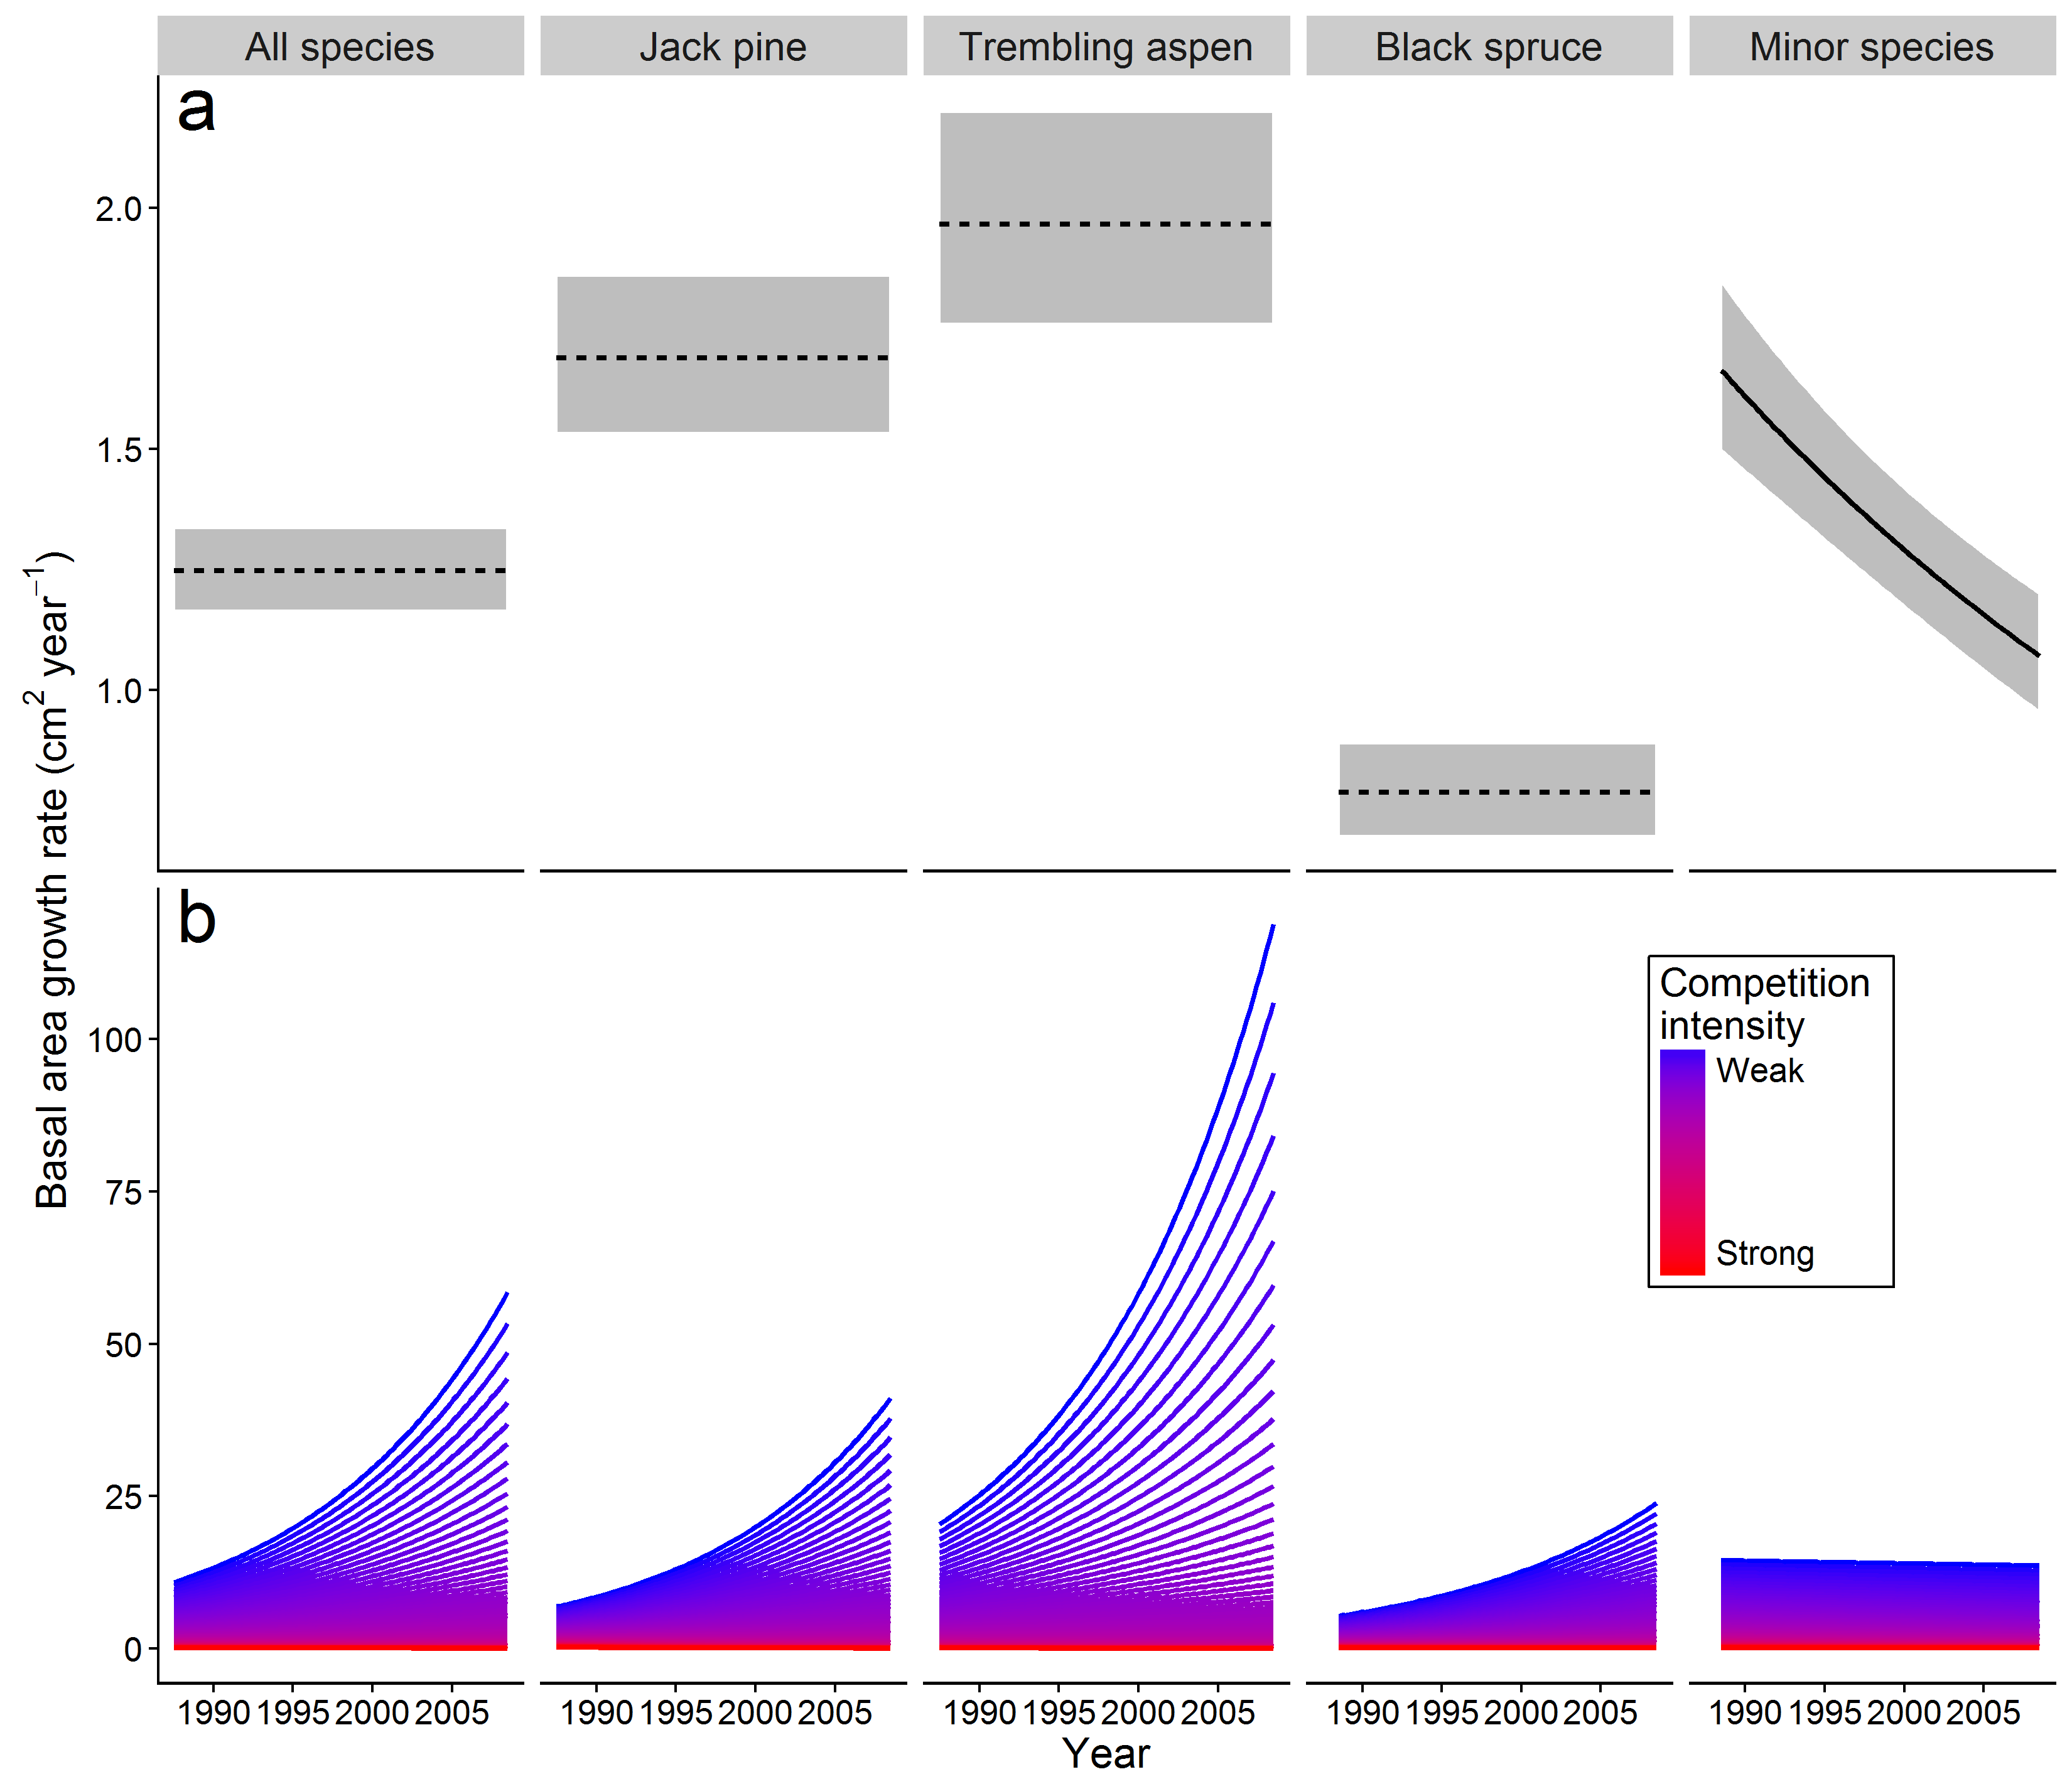 All species Jack pine Trembling aspen Black spruce Minor species
a
2.0
1.5
1.0
Basal area growth rate (cm² year⁻¹)
b
100
75
50
25
0
Competition
intensity
Weak
Strong
1990 1995 2000 2005 1990 1995 2000 2005 1990 1995 2000 2005 1990 1995 2000 2005 1990 1995 2000 2005
Year